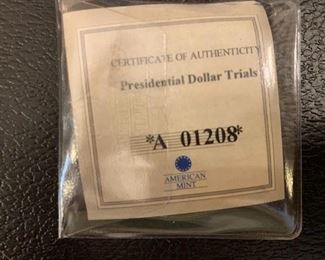 CERTIFICATE OF AUTHENTICITY
Presidential Dollar Trials
*A 01208*
AMERICAN
MINT